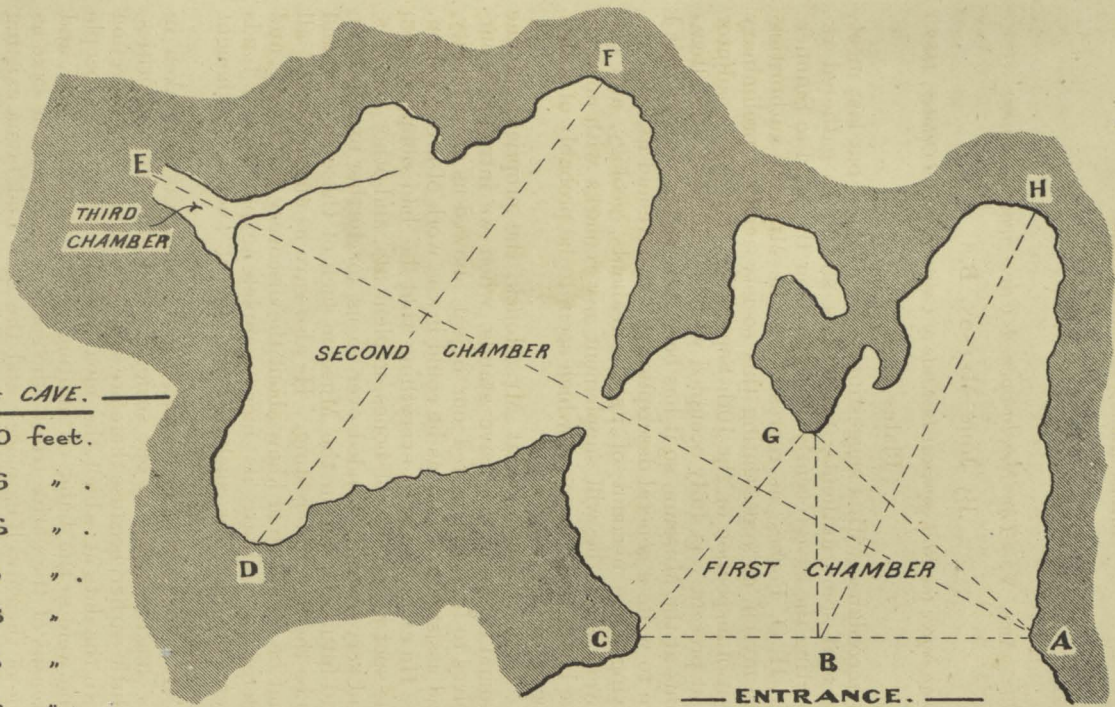 F
E
H
THIRD
CHAMBER
SECOND CHAMBER
CAVE.
feet.
G
" .
" .
D
" .
FIRST CHAMBER
"
C
B
A
"
ENTRANCE.
"